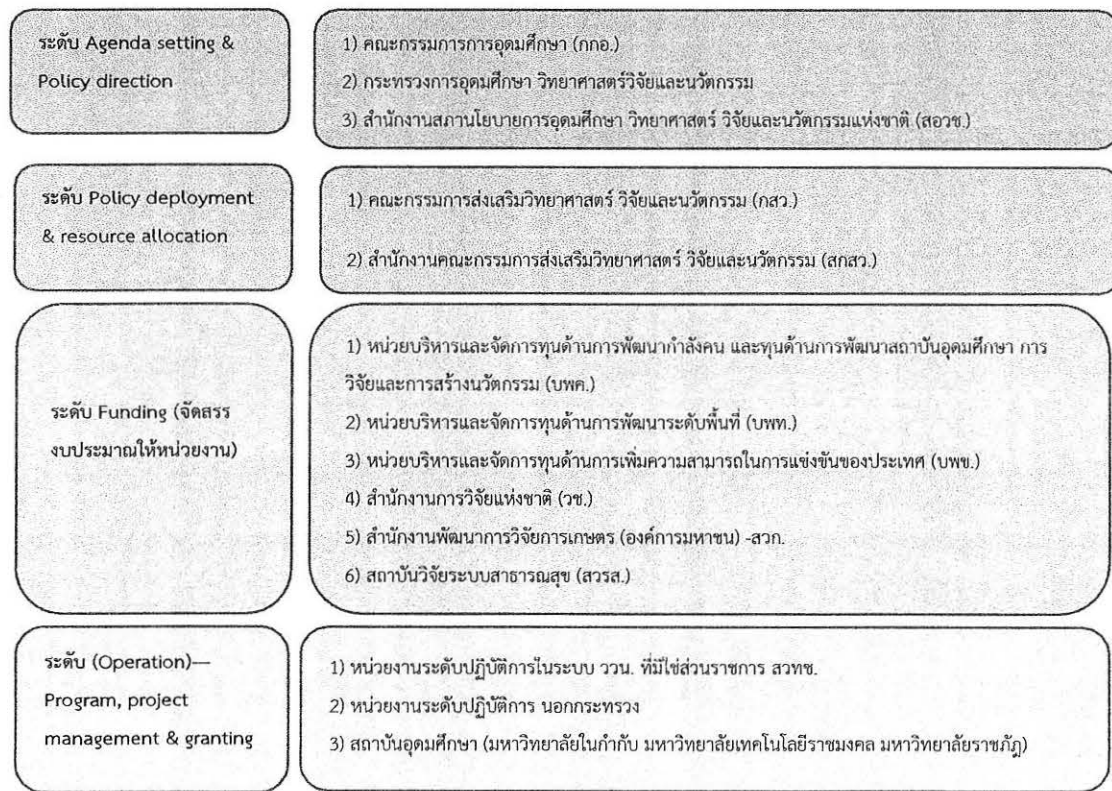 ระดับ Agenda setting &
Policy direction
1) คณะกรรมการการอุดมศึกษา (กกอ.)
2) กระทรวงการอุดมศึกษา วิทยาศาสตร์วิจัยและนวัตกรรม
3) สำนักงานสภานโยบายการอุดมศึกษา วิทยาศาสตร์ วิจัยและนวัตกรรมแห่งชาติ (สอวช.)
ระดับ Policy deployment
& resource allocation
1) คณะกรรมการส่งเสริมวิทยาศาสตร์ วิจัยและนวัตกรรม (กสว.)
2) สำนักงานคณะกรรมการส่งเสริมวิทยาศาสตร์ วิจัยและนวัตกรรม (สกสว.)
ระดับ Funding (จัดสรร
งบประมาณให้หน่วยงาน)
1) หน่วยบริหารและจัดการทุนด้านการพัฒนากำลังคน และทุนด้านการพัฒนาสถาบันอุดมศึกษา การ
วิจัยและการสร้างนวัตกรรม (บพค.)
2) หน่วยบริหารและจัดการทุนด้านการพัฒนาระดับพื้นที่ (บพท.)
3) หน่วยบริหารและจัดการทุนด้านการเพิ่มความสามารถในการแข่งขันของประเทศ (บพข.)
4) สำนักงานการวิจัยแห่งชาติ (วช.)
5) สำนักงานพัฒนาการวิจัยการเกษตร (องค์การมหาชน) -สวก.
6) สถาบันวิจัยระบบสาธารณสุข (สวรส.)
ระดับ (Operation)—
Program, project
management & granting
1) หน่วยงานระดับปฏิบัติการในระบบ ววน. ที่มิใช่ส่วนราชการ สวทช.
2) หน่วยงานระดับปฏิบัติการ นอกกระทรวง
3) สถาบันอุดมศึกษา (มหาวิทยาลัยในกำกับ มหาวิทยาลัยเทคโนโลยีราชมงคล มหาวิทยาลัยราชภัฏ)